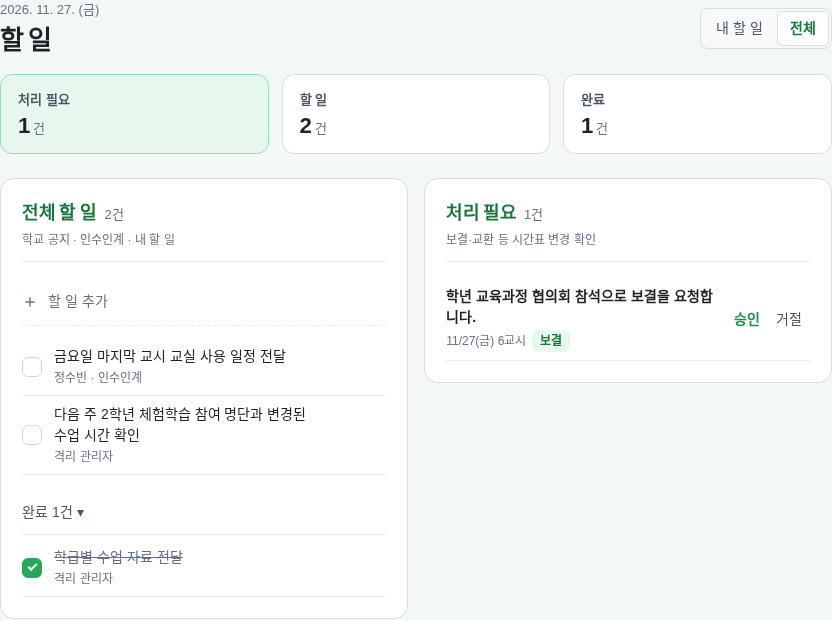 2026. 11. 27. (금)
할 일
내 할 일 전체
처리 필요
1 건
할 일
2 건
완료
1 건
전체 할 일 2건
학교 공지 · 인수인계 · 내 할 일
+ 할 일 추가
금요일 마지막 교시 교실 사용 일정 전달
정수빈 · 인수인계
다음 주 2학년 체험학습 참여 명단과 변경된
수업 시간 확인
격리 관리자
완료 1건 ▾
학급별 수업 자료 전달
격리 관리자
처리 필요 1건
보결·교환 등 시간표 변경 확인
학년 교육과정 협의회 참석으로 보결을 요청합
니다.
11/27(금) 6교시 보결
승인 거절